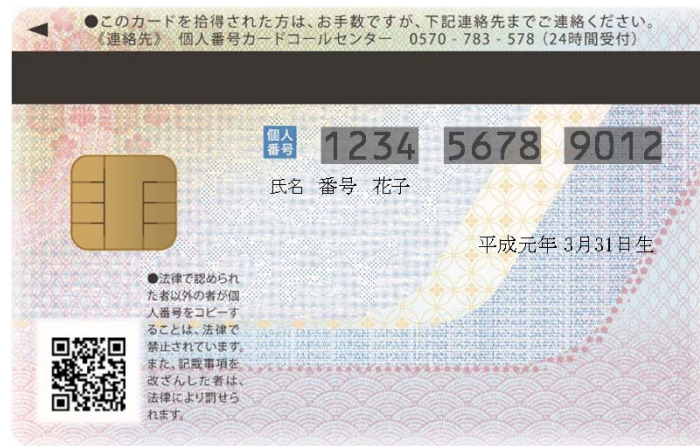 ●このカードを拾得された方は、お手数ですが、下記連絡先までご連絡ください。
《連絡先》 個人番号カードコールセンター 0570 - 783 - 578（24時間受付）
個人番号 1234 5678 9012
氏名 番号 花子
平成元年 3月31日生
●法律で認められ
た者以外の者が個
人番号をコピーす
ることは、法律で
禁止されています。
また、記載事項を
改ざんした者は、
法律により罰せら
れます。